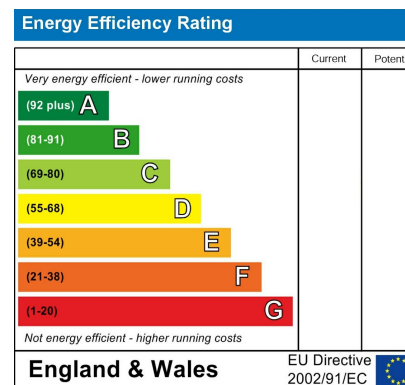 Energy Efficiency Rating
Current Potent
Very energy efficient - lower running costs
(92 plus) A
(81-91) B
(69-80) C
(55-68) D
(39-54) E
(21-38) F
(1-20) G
Not energy efficient - higher running costs
England & Wales
EU Directive
2002/91/EC